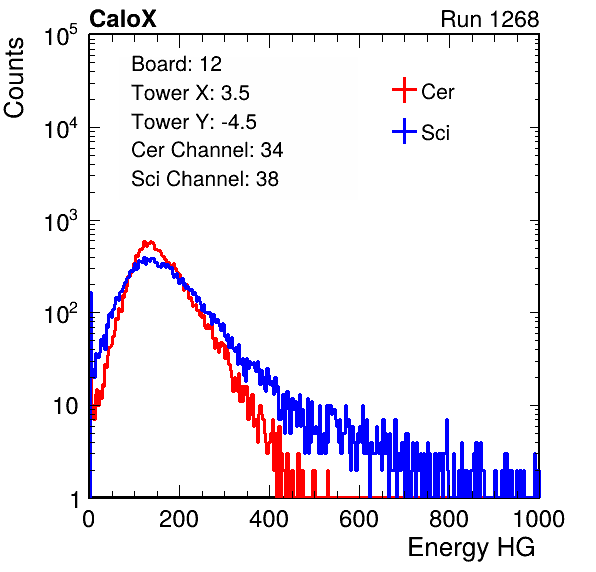 CaloX Run 1268
Counts
10^5
10^4
10^3
10^2
10
1
Board: 12
Tower X: 3.5
Tower Y: -4.5
Cer Channel: 34
Sci Channel: 38
Cer
Sci
0 200 400 600 800 1000
Energy HG